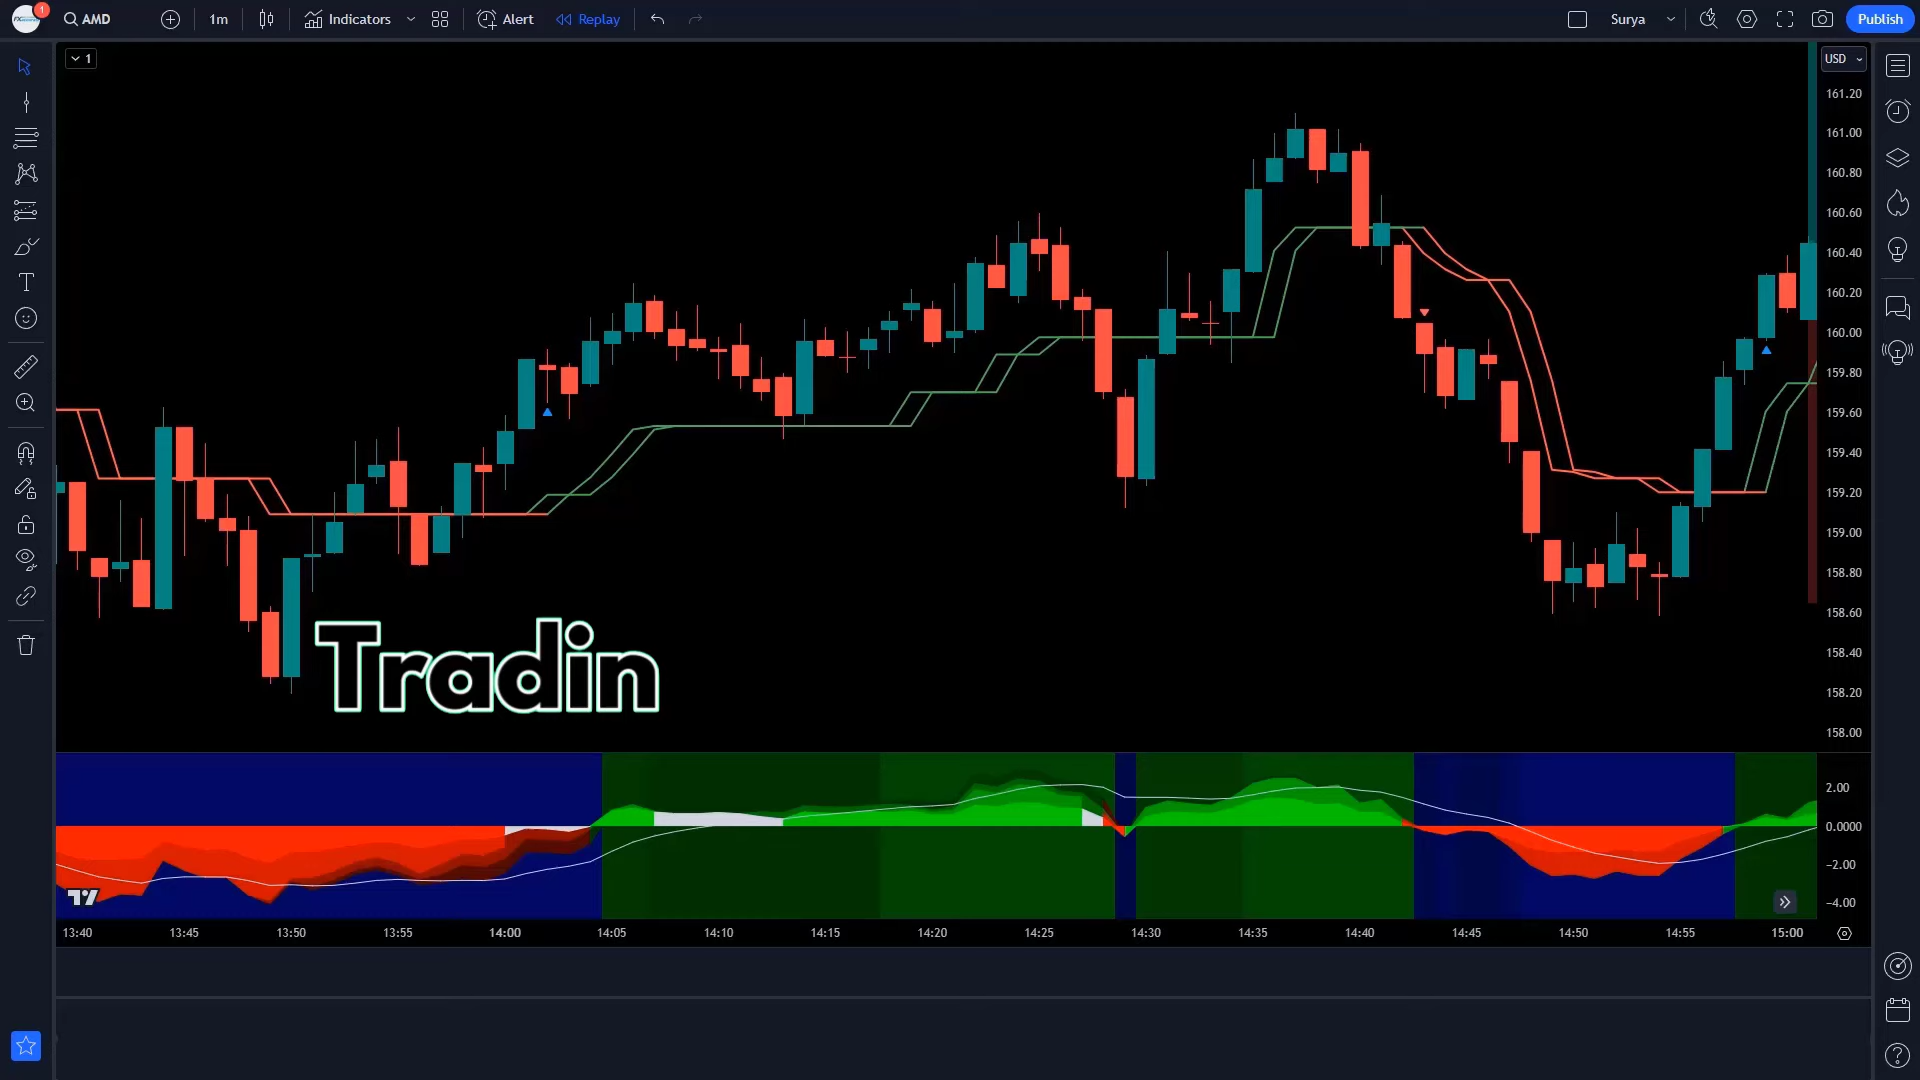 1
AMD
1m
Indicators
Alert
Replay
Surya
Publish
1
USD
161.20
161.00
160.80
160.60
160.40
160.20
160.00
159.80
159.60
159.40
159.20
159.00
158.80
158.60
158.40
158.20
158.00
Tradin
2.00
0.0000
−2.00
−4.00
13:40 13:45 13:50 13:55 14:00 14:05 14:10 14:15 14:20 14:25 14:30 14:35 14:40 14:45 14:50 14:55 15:00